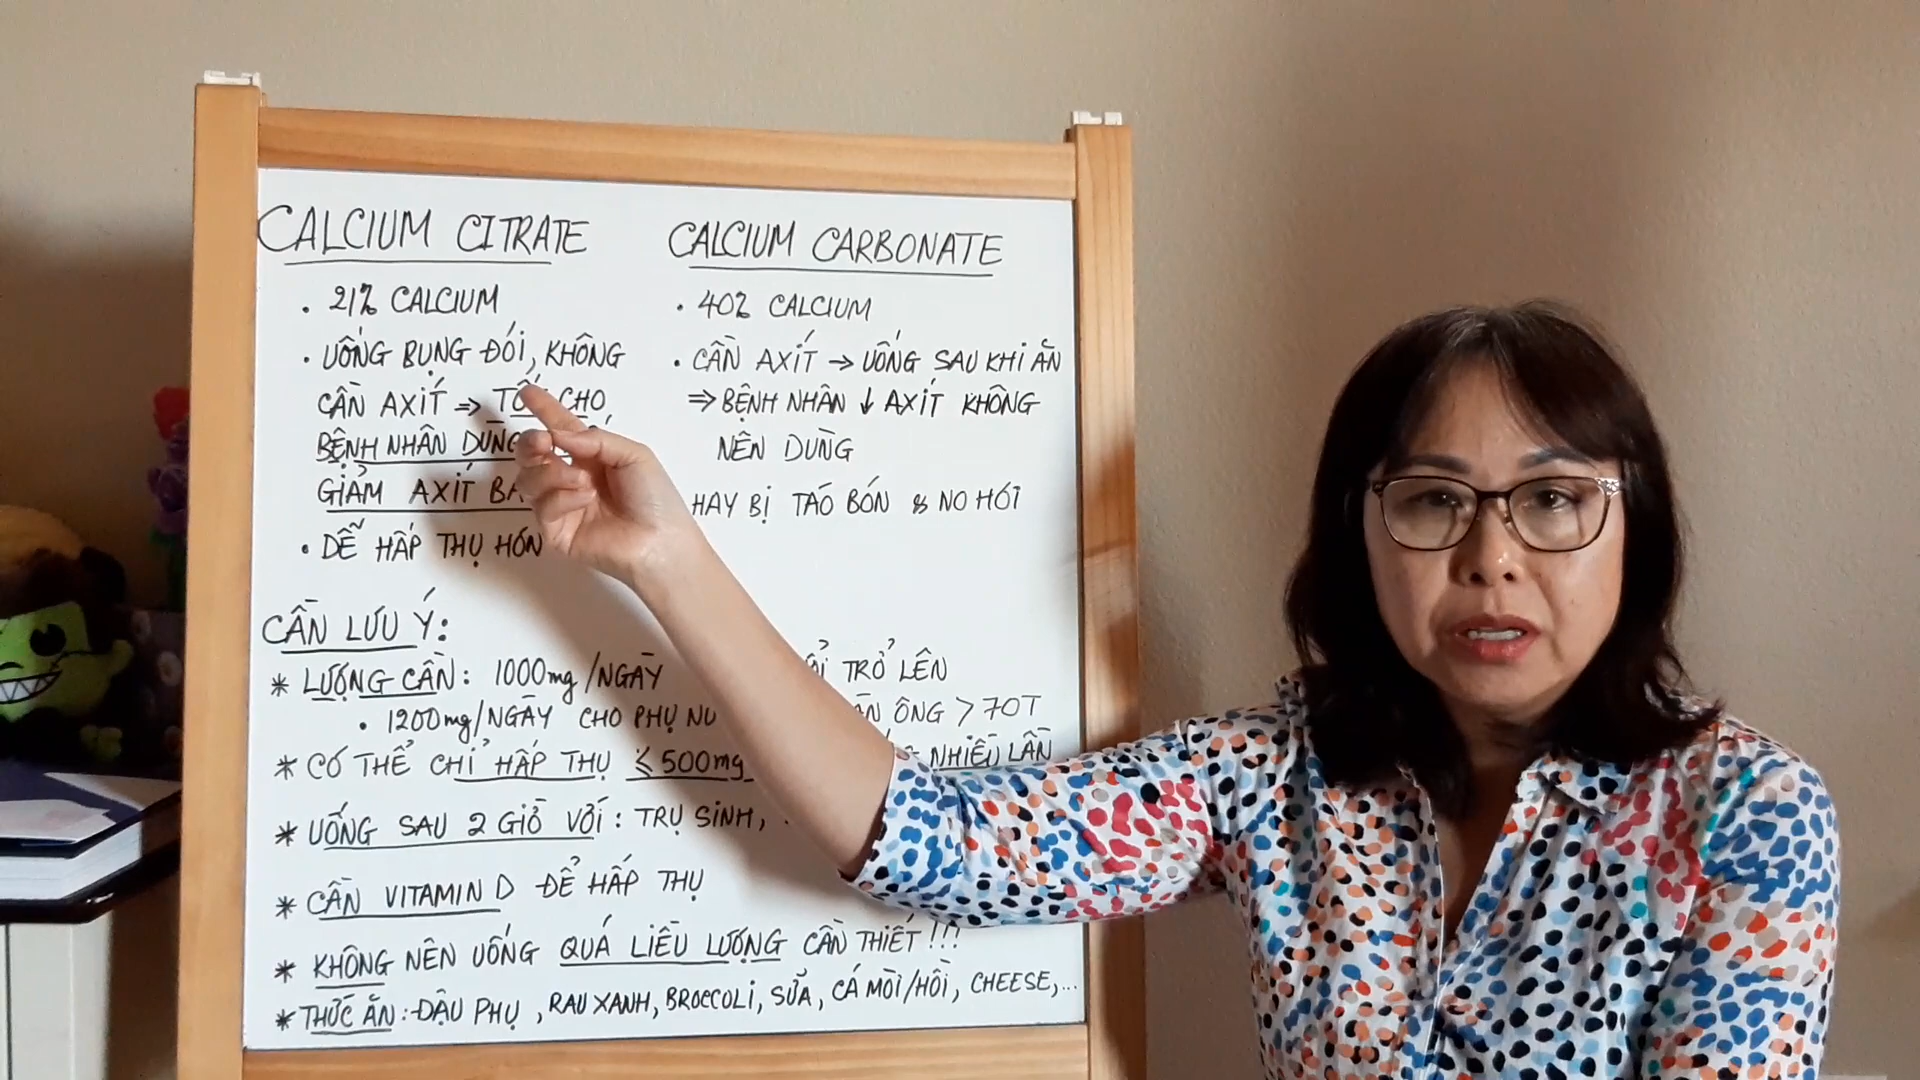 CALCIUM CITRATE
. 21% CALCIUM
. UỐNG BỤNG ĐÓI, KHÔNG
CẦN AXÍT => TỐT CHO
BỆNH NHÂN DÙNG
GIẢM AXÍT BA
. DỄ HẤP THỤ HƠN
CALCIUM CARBONATE
. 40% CALCIUM
. CẦN AXÍT → UỐNG SAU KHI ĂN
⇒ BỆNH NHÂN ↓ AXÍT KHÔNG
NÊN DÙNG
HAY BỊ TÁO BÓN & NO HƠI
CẦN LƯU Ý:
* LƯỢNG CẦN: 1000mg/NGÀY
. 1200mg/NGÀY CHO PHỤ NỮ TRỞ LÊN
ÀN ÔNG > 70T
* CÓ THỂ CHỈ HẤP THỤ ≤ 500mg NHIỀU LẦN
* UỐNG SAU 2 GIỜ VỚI: TRỤ SINH,
* CẦN VITAMIN D ĐỂ HẤP THỤ
* KHÔNG NÊN UỐNG QUÁ LIỀU LƯỢNG CẦN THIẾT!!!
* THỨC ĂN: ĐẬU PHỤ, RAU XANH, BROCCOLI, SỮA, CÁ MÒI/HỒI, CHEESE,...